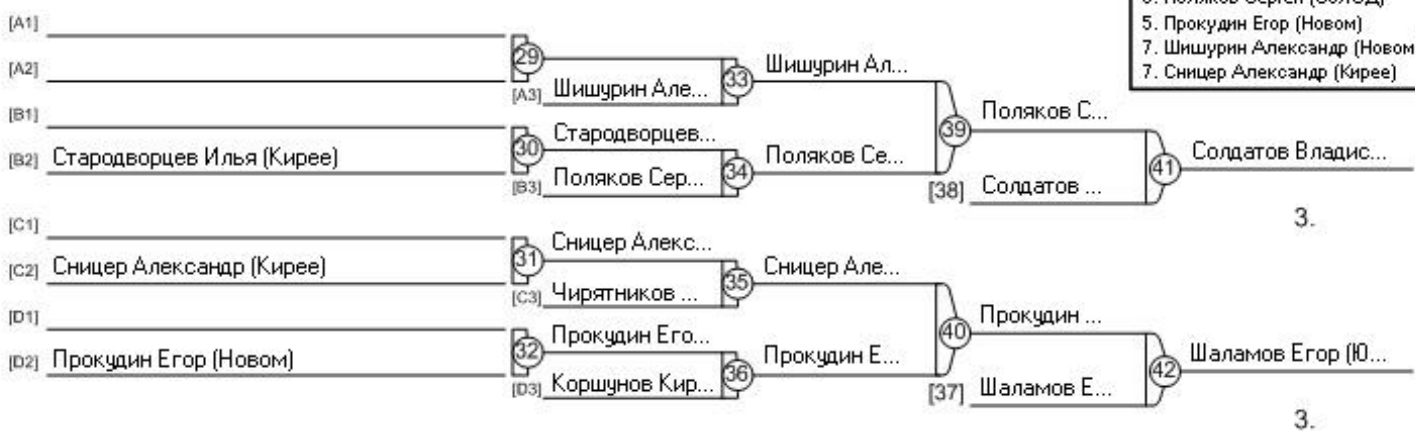 5. Прокудин Егор (Новом)
7. Шишурин Александр (Новом
7. Сницер Александр (Кирее)
[A1]
[A2]
29
[A3] Шишурин Але...
33
Шишурин Ал...
[B1]
[B2] Стародворцев Илья (Кирее)
30
Стародворцев...
[B3] Поляков Сер...
34
Поляков Се...
39
Поляков С...
[38] Солдатов ...
41
Солдатов Владис...
3.
[C1]
[C2] Сницер Александр (Кирее)
31
Сницер Алекс...
[C3] Чирятников ...
35
Сницер Але...
[D1]
[D2] Прокудин Егор (Новом)
32
Прокудин Его...
[D3] Коршунов Кир...
36
Прокудин Е...
40
Прокудин ...
[37] Шаламов Е...
42
Шаламов Егор (Ю...
3.